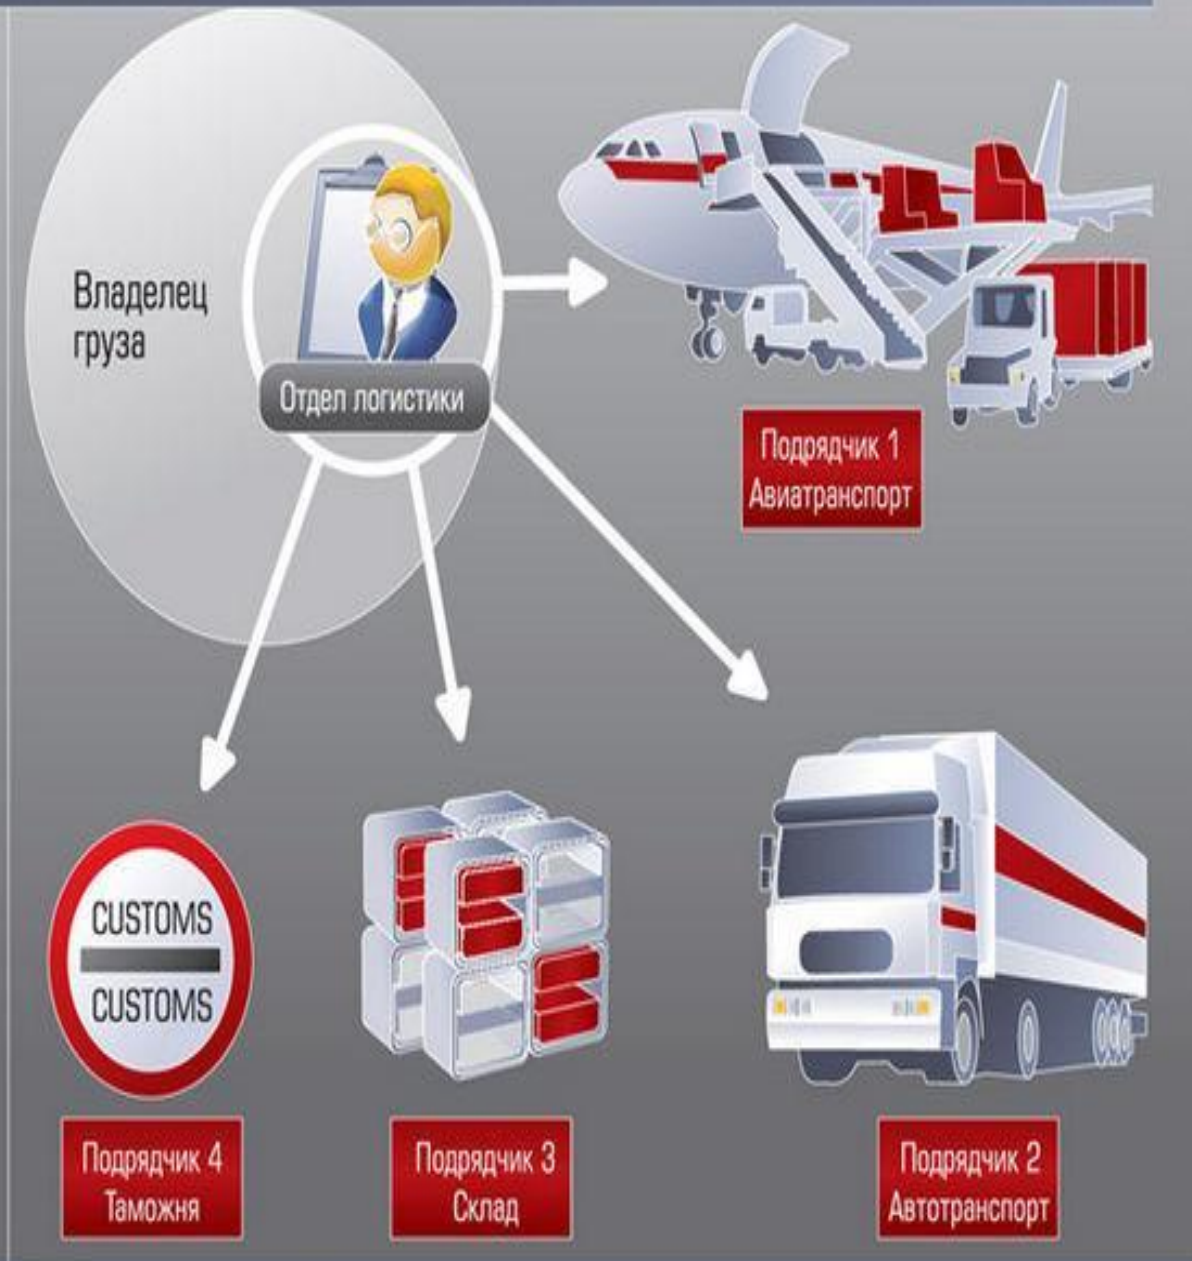 Владелец
груза
Отдел логистики
Подрядчик 1
Авиатранспорт
CUSTOMS
CUSTOMS
Подрядчик 4
Таможня
Подрядчик 3
Склад
Подрядчик 2
Автотранспорт